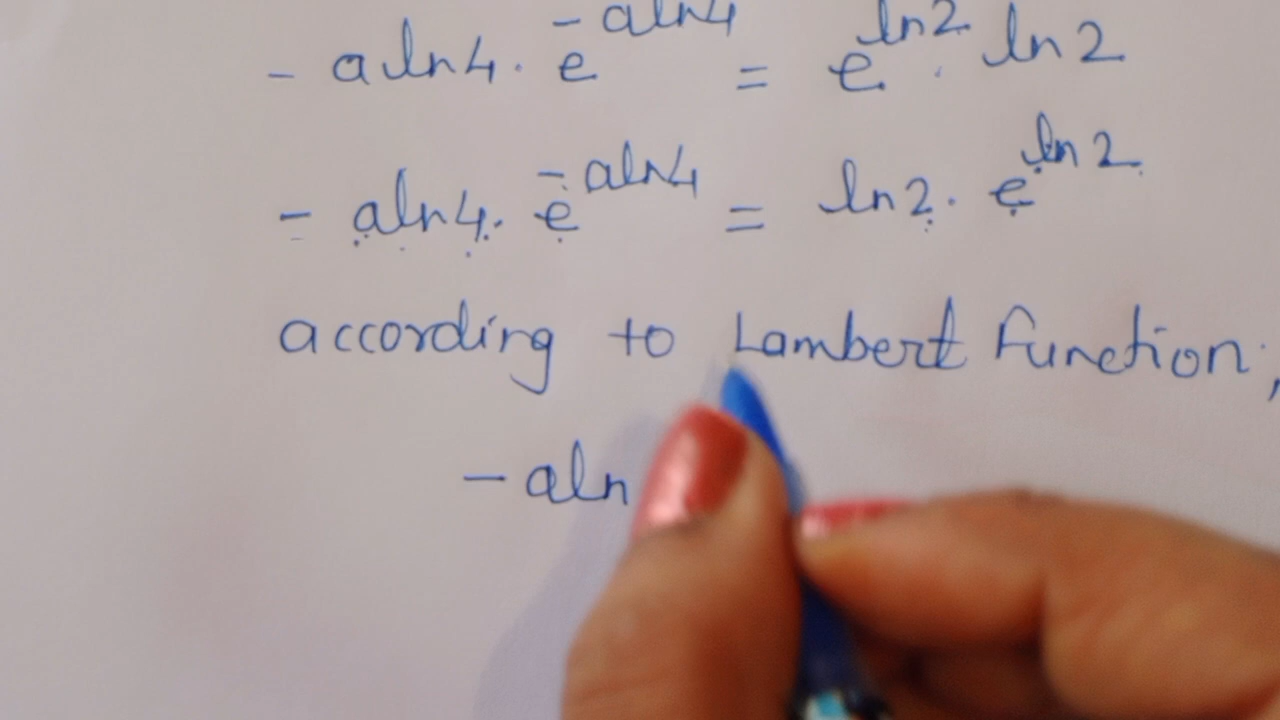 - aln4. e^-aln4 = e^ln2. ln2
- aln4. e^-aln4 = ln2. e^ln2
according to Lambert function,
- aln